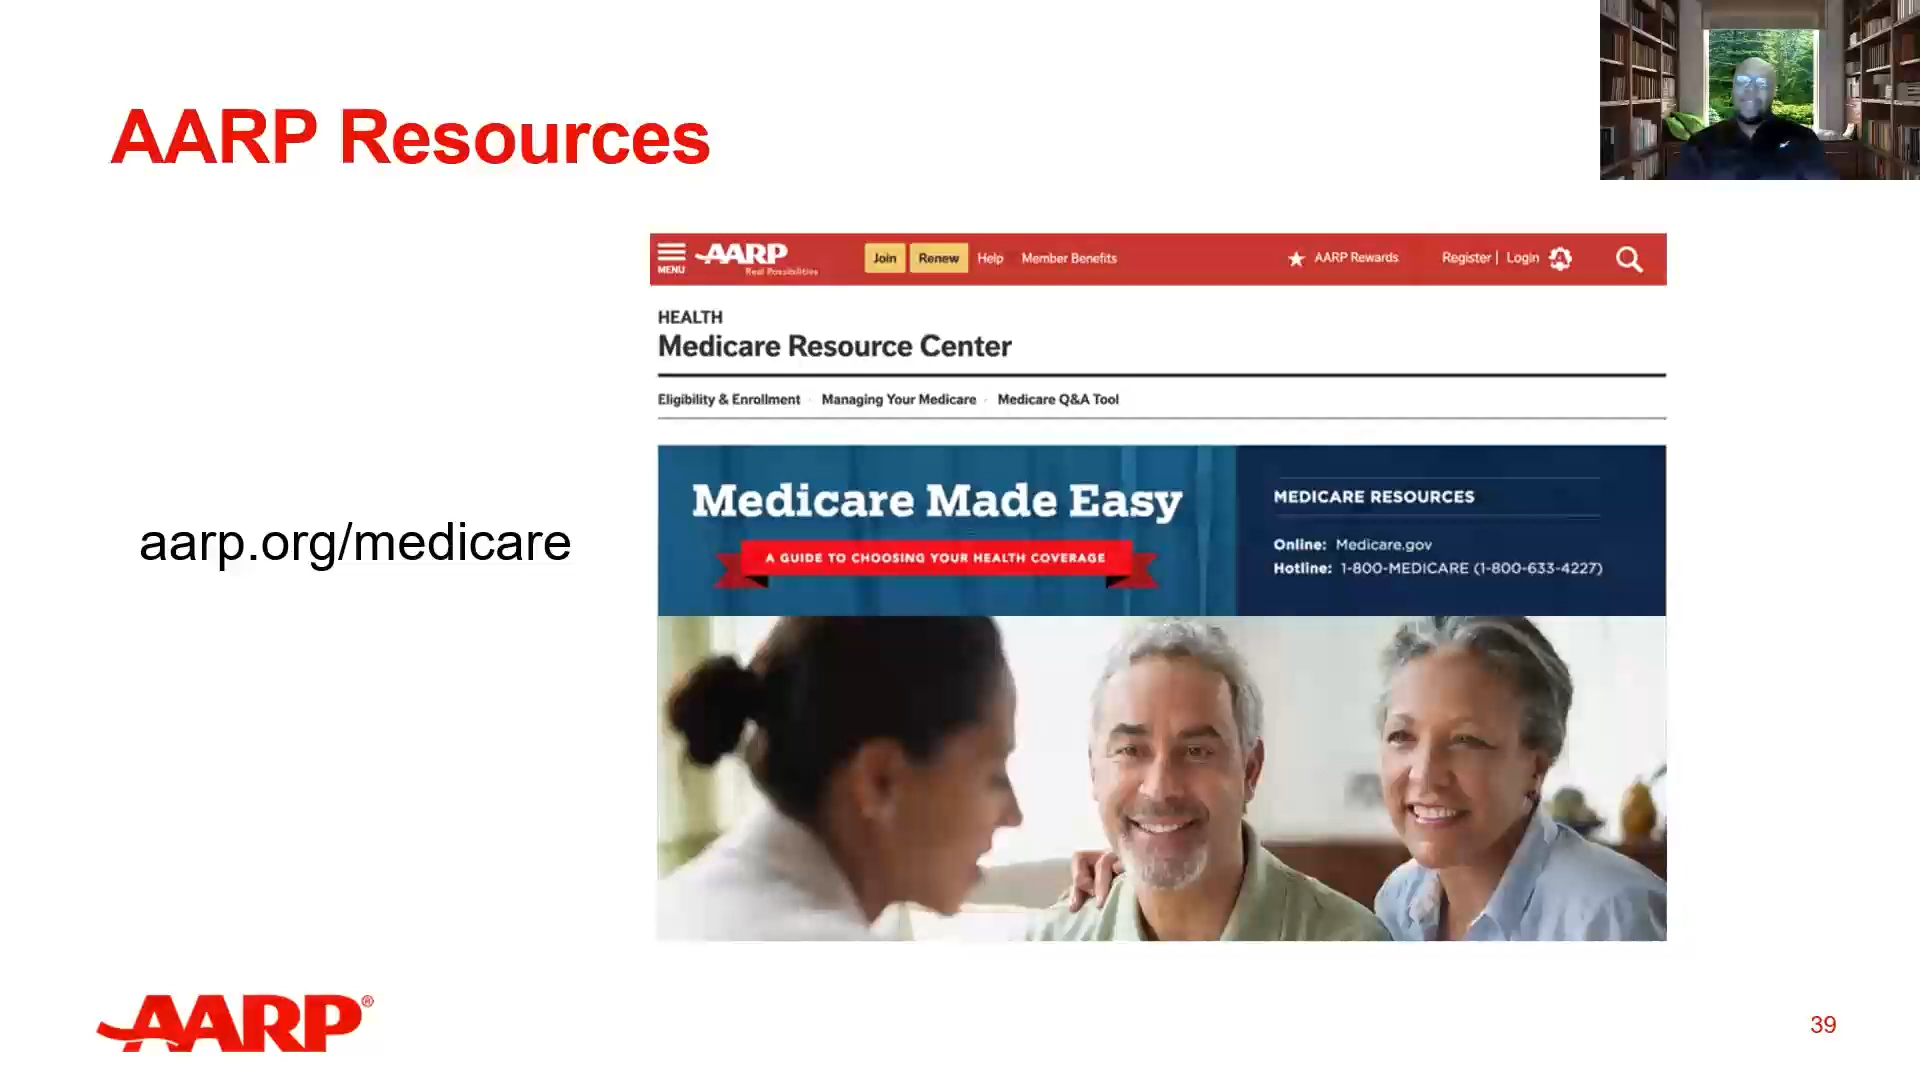 AARP Resources
MENU
AARP
Real Possibilities
Join
Renew
Help
Member Benefits
AARP Rewards
Register | Login
HEALTH
Medicare Resource Center
Eligibility & Enrollment · Managing Your Medicare · Medicare Q&A Tool
Medicare Made Easy
A GUIDE TO CHOOSING YOUR HEALTH COVERAGE
MEDICARE RESOURCES
Online: Medicare.gov
Hotline: 1-800-MEDICARE (1-800-633-4227)
aarp.org/medicare
AARP®
39